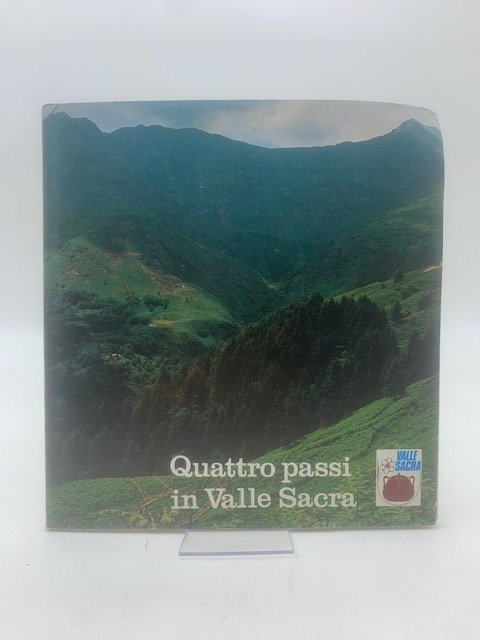 Quattro passi
in Valle Sacra
VALLE
SACRA